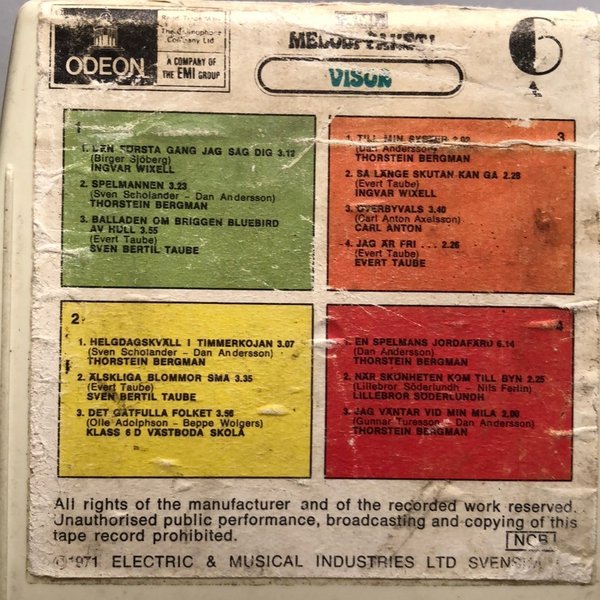 ODEON
The Gramophone
Company Ltd
A COMPANY OF
THE EMI GROUP
VISOR
1
1. DEN FÖRSTA GÅNG JAG SÅG DIG 3.12
(Birger Sjöberg)
INGVAR WIXELL
2. SPELMANNEN 3.23
(Sven Scholander - Dan Andersson)
THORSTEIN BERGMAN
3. BALLADEN OM BRIGGEN BLUEBIRD
AV HULL 3.55
(Evert Taube)
SVEN BERTIL TAUBE
3
1. TILL MIN SYSTER 2.02
(Dan Andersson)
THORSTEIN BERGMAN
2. SÅ LÄNGE SKUTAN KAN GÅ 2.28
(Evert Taube)
INGVAR WIXELL
3. ÖVERBYVALS 3.40
(Carl Anton Axelsson)
CARL ANTON
4. JAG ÄR FRI . . . 2.26
(Evert Taube)
EVERT TAUBE
2
1. HELGDAGSKVÄLL I TIMMERKOJAN 3.07
(Sven Scholander - Dan Andersson)
THORSTEIN BERGMAN
2. ÄLSKLIGA BLOMMOR SMÅ 3.35
(Evert Taube)
SVEN BERTIL TAUBE
3. DET GÅTFULLA FOLKET 3.56
(Olle Adolphson - Beppe Wolgers)
KLASS 6 D VÄSTBODA SKOLA
4
1. EN SPELMANS JORDAFÄRD 6.14
(Dan Andersson)
THORSTEIN BERGMAN
2. NÄR SKÖNHETEN KOM TILL BYN 2.25
(Lillebror Söderlundh - Nils Ferlin)
LILLEBROR SÖDERLUNDH
3. JAG VÄNTAR VID MIN MILA 2.06
(Gunnar Turesson - Dan Andersson)
THORSTEIN BERGMAN
All rights of the manufacturer and of the recorded work reserved.
Unauthorised public performance, broadcasting and copying of this
tape record prohibited.
NCB
℗1971 ELECTRIC & MUSICAL INDUSTRIES LTD